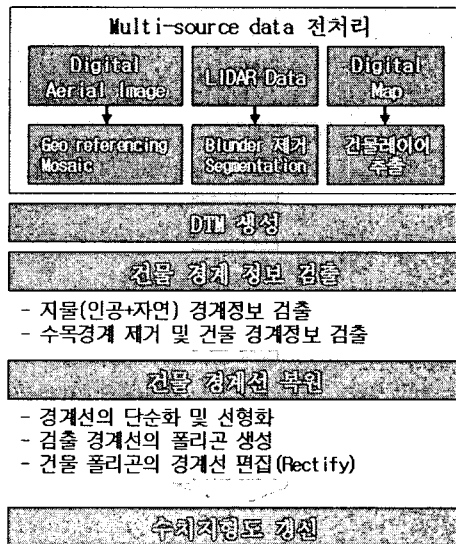 Multi-source data 전처리
Digital
Aerial Image
LIDAR Data
Digital
Map
Geo referencing
Mosaic
Blunder 제거
Segmentation
건물레이어
추출
DTM 생성
건물 경계 정보 검출
- 지물(인공+자연) 경계정보 검출
- 수목경계 제거 및 건물 경계정보 검출
건물 경계선 복원
- 경계선의 단순화 및 선형화
- 검출 경계선의 폴리곤 생성
- 건물 폴리곤의 경계선 편집(Rectify)
수치지형도 갱신